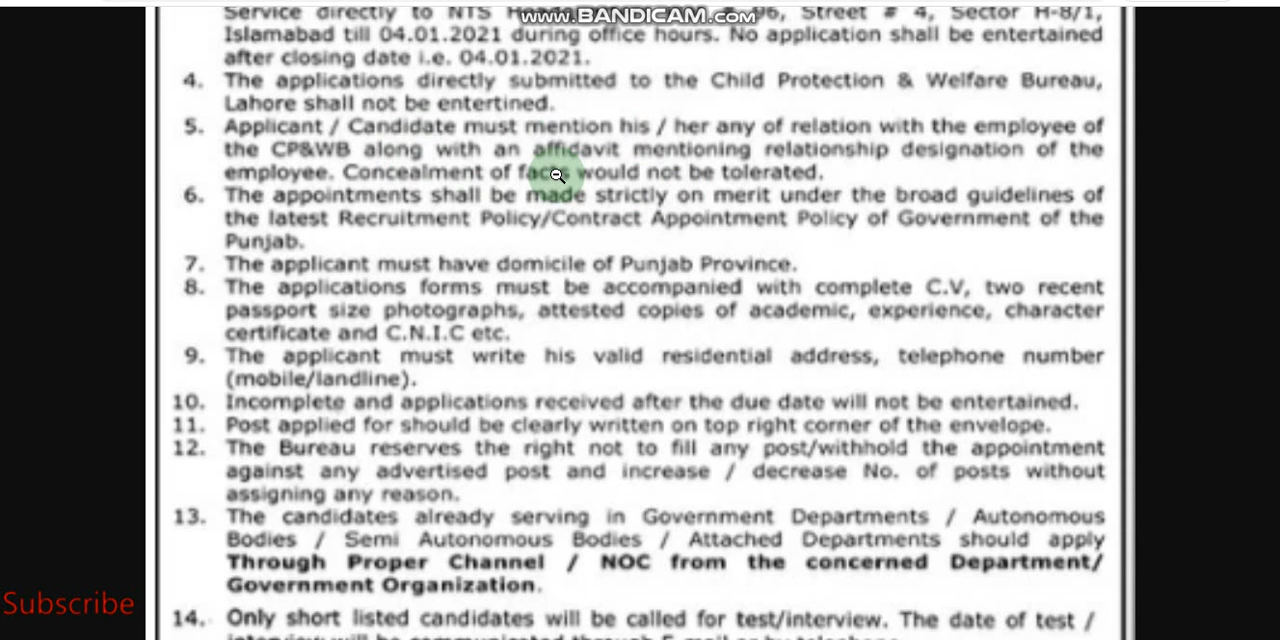 www.BANDICAM.com
Service directly to NTS 96, Street # 4, Sector H-8/1,
Islamabad till 04.01.2021 during office hours. No application shall be entertained
after closing date i.e. 04.01.2021.
4. The applications directly submitted to the Child Protection & Welfare Bureau,
Lahore shall not be entertined.
5. Applicant / Candidate must mention his / her any of relation with the employee of
the CP&WB along with an affidavit mentioning relationship designation of the
employee. Concealment of facts would not be tolerated.
6. The appointments shall be made strictly on merit under the broad guidelines of
the latest Recruitment Policy/Contract Appointment Policy of Government of the
Punjab.
7. The applicant must have domicile of Punjab Province.
8. The applications forms must be accompanied with complete C.V, two recent
passport size photographs, attested copies of academic, experience, character
certificate and C.N.I.C etc.
9. The applicant must write his valid residential address, telephone number
(mobile/landline).
10. Incomplete and applications received after the due date will not be entertained.
11. Post applied for should be clearly written on top right corner of the envelope.
12. The Bureau reserves the right not to fill any post/withhold the appointment
against any advertised post and increase / decrease No. of posts without
assigning any reason.
13. The candidates already serving in Government Departments / Autonomous
Bodies / Semi Autonomous Bodies / Attached Departments should apply
Through Proper Channel / NOC from the concerned Department/
Government Organization.
14. Only short listed candidates will be called for test/interview. The date of test /
Subscribe